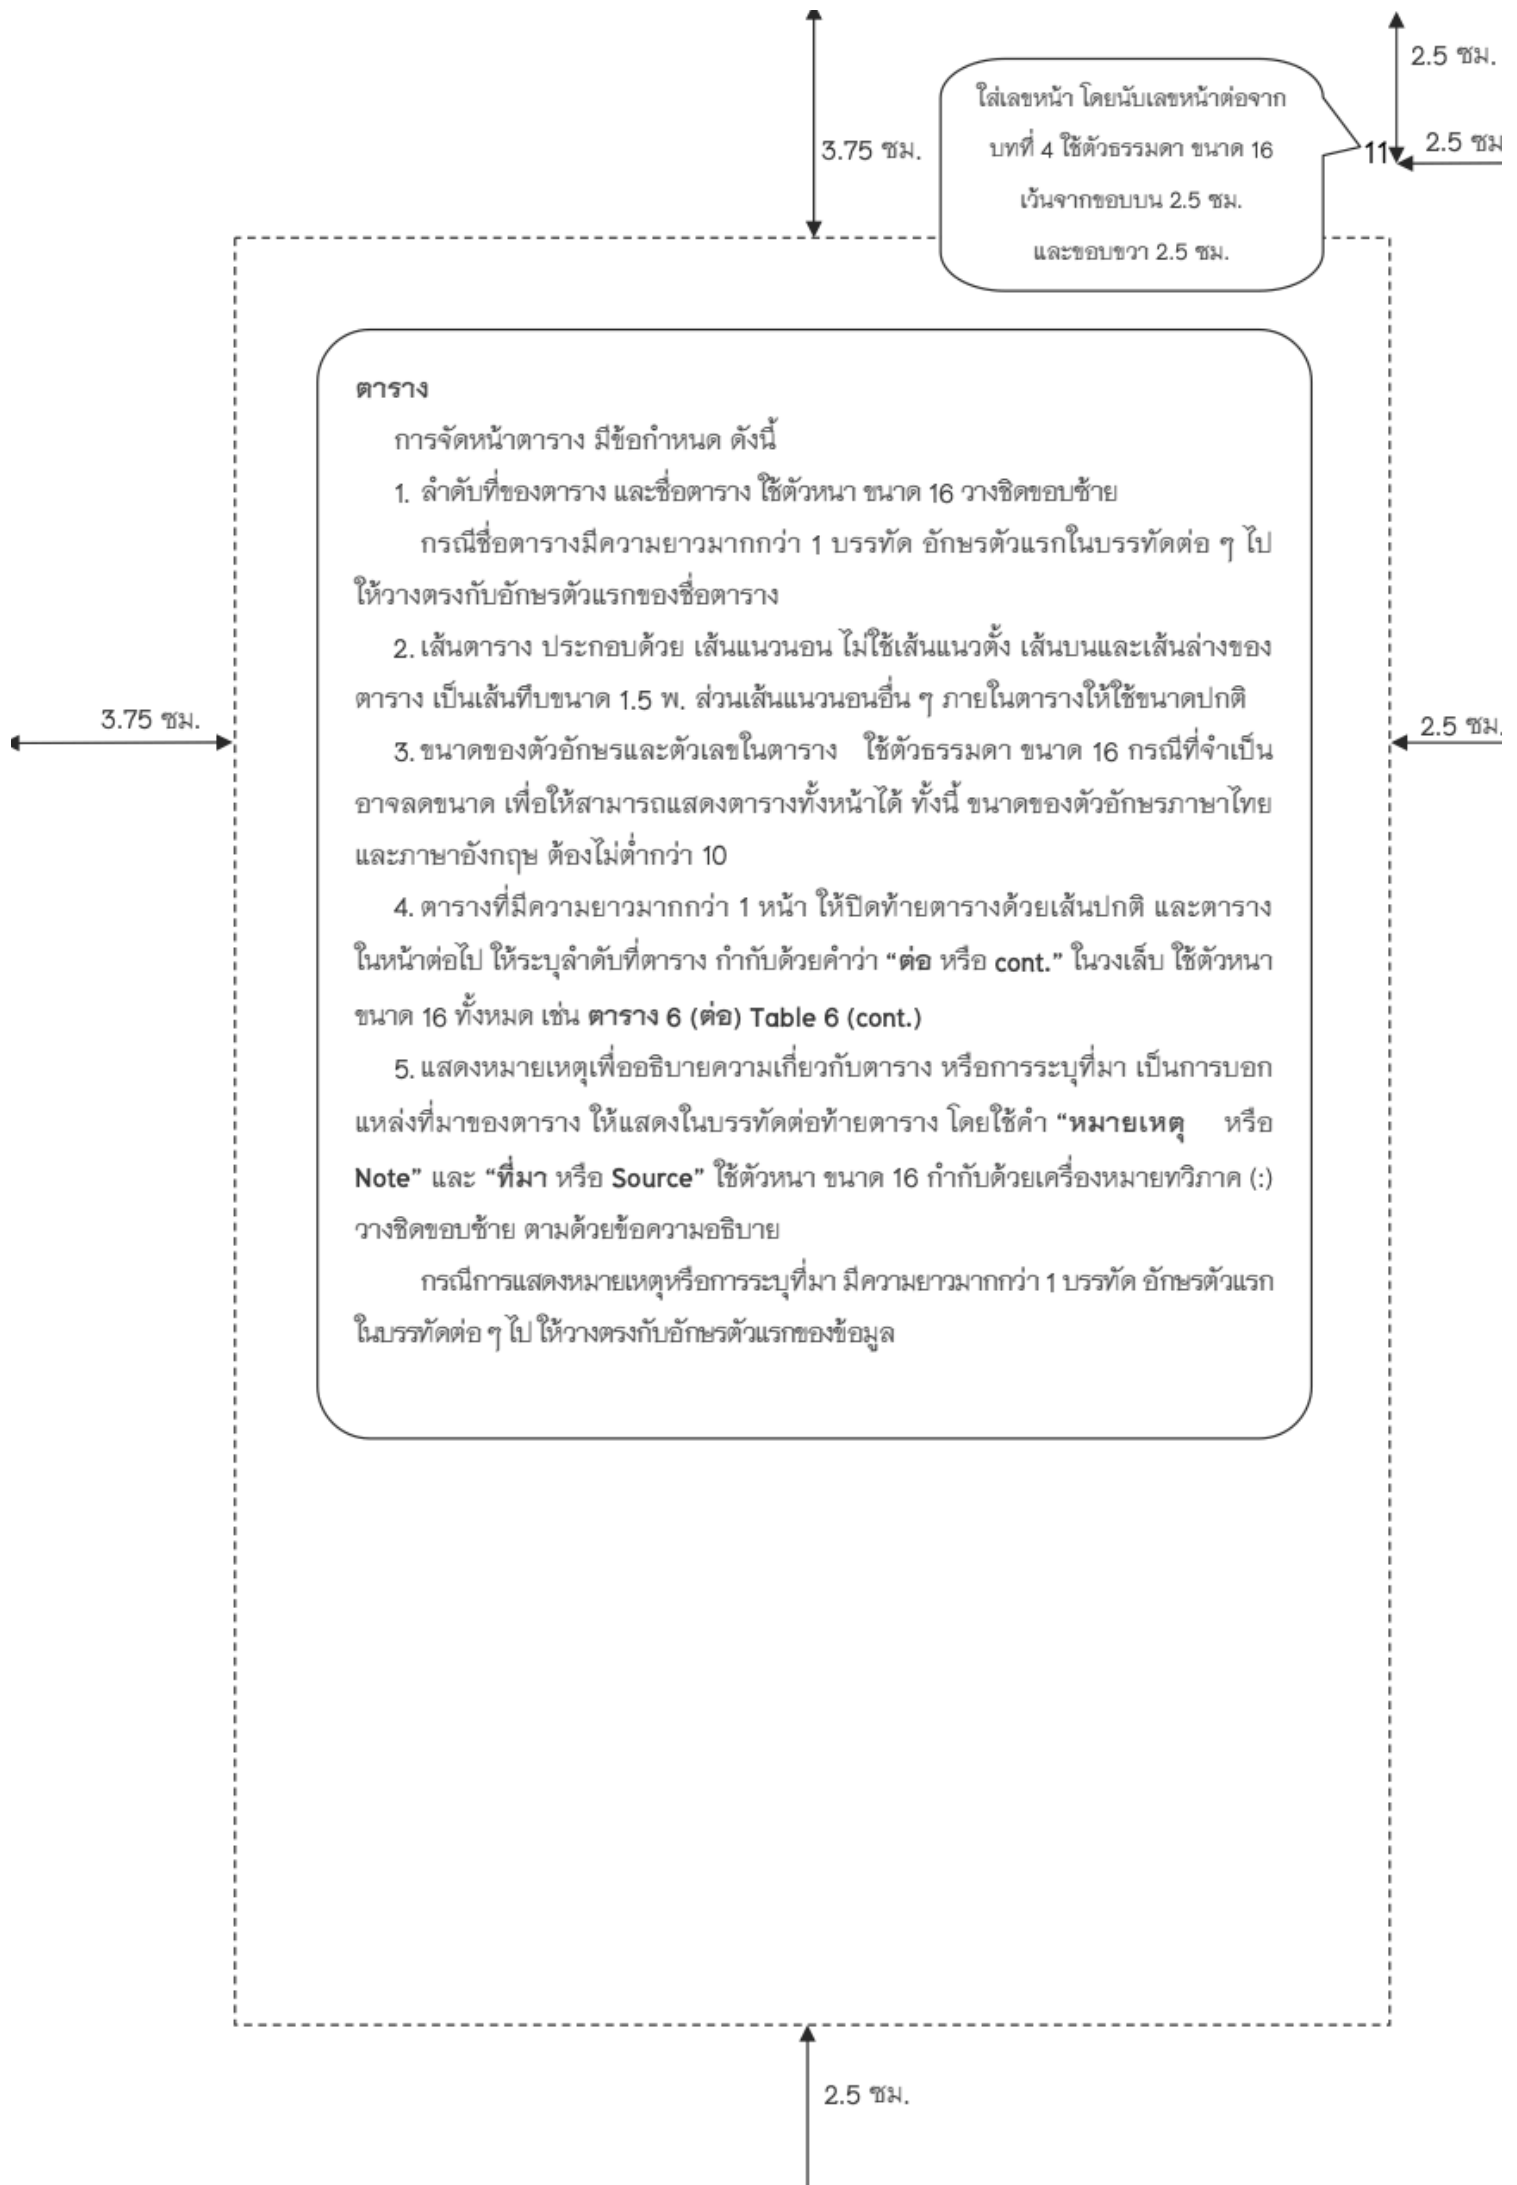 2.5 ซม.
ใส่เลขหน้า โดยนับเลขหน้าต่อจาก
บทที่ 4 ใช้ตัวธรรมดา ขนาด 16
เว้นจากขอบบน 2.5 ซม.
และขอบขวา 2.5 ซม.
3.75 ซม.
11
2.5 ซม
ตาราง
การจัดหน้าตาราง มีข้อกำหนด ดังนี้
1. ลำดับที่ของตาราง และชื่อตาราง ใช้ตัวหนา ขนาด 16 วางชิดขอบซ้าย
กรณีชื่อตารางมีความยาวมากกว่า 1 บรรทัด อักษรตัวแรกในบรรทัดต่อ ๆ ไป
ให้วางตรงกับอักษรตัวแรกของชื่อตาราง
2. เส้นตาราง ประกอบด้วย เส้นแนวนอน ไม่ใช้เส้นแนวตั้ง เส้นบนและเส้นล่างของ
ตาราง เป็นเส้นทึบขนาด 1.5 พ. ส่วนเส้นแนวนอนอื่น ๆ ภายในตารางให้ใช้ขนาดปกติ
3.75 ซม.
2.5 ซม.
3. ขนาดของตัวอักษรและตัวเลขในตาราง ใช้ตัวธรรมดา ขนาด 16 กรณีที่จำเป็น
อาจลดขนาด เพื่อให้สามารถแสดงตารางทั้งหน้าได้ ทั้งนี้ ขนาดของตัวอักษรภาษาไทย
และภาษาอังกฤษ ต้องไม่ต่ำกว่า 10
4. ตารางที่มีความยาวมากกว่า 1 หน้า ให้ปิดท้ายตารางด้วยเส้นปกติ และตาราง
ในหน้าต่อไป ให้ระบุลำดับที่ตาราง กำกับด้วยคำว่า “ต่อ หรือ cont.” ในวงเล็บ ใช้ตัวหนา
ขนาด 16 ทั้งหมด เช่น ตาราง 6 (ต่อ) Table 6 (cont.)
5. แสดงหมายเหตุเพื่ออธิบายความเกี่ยวกับตาราง หรือการระบุที่มา เป็นการบอก
แหล่งที่มาของตาราง ให้แสดงในบรรทัดต่อท้ายตาราง โดยใช้คำ “หมายเหตุ หรือ
Note” และ “ที่มา หรือ Source” ใช้ตัวหนา ขนาด 16 กำกับด้วยเครื่องหมายทวิภาค (:)
วางชิดขอบซ้าย ตามด้วยข้อความอธิบาย
กรณีการแสดงหมายเหตุหรือการระบุที่มา มีความยาวมากกว่า 1 บรรทัด อักษรตัวแรก
ในบรรทัดต่อ ๆ ไป ให้วางตรงกับอักษรตัวแรกของข้อมูล
2.5 ซม.